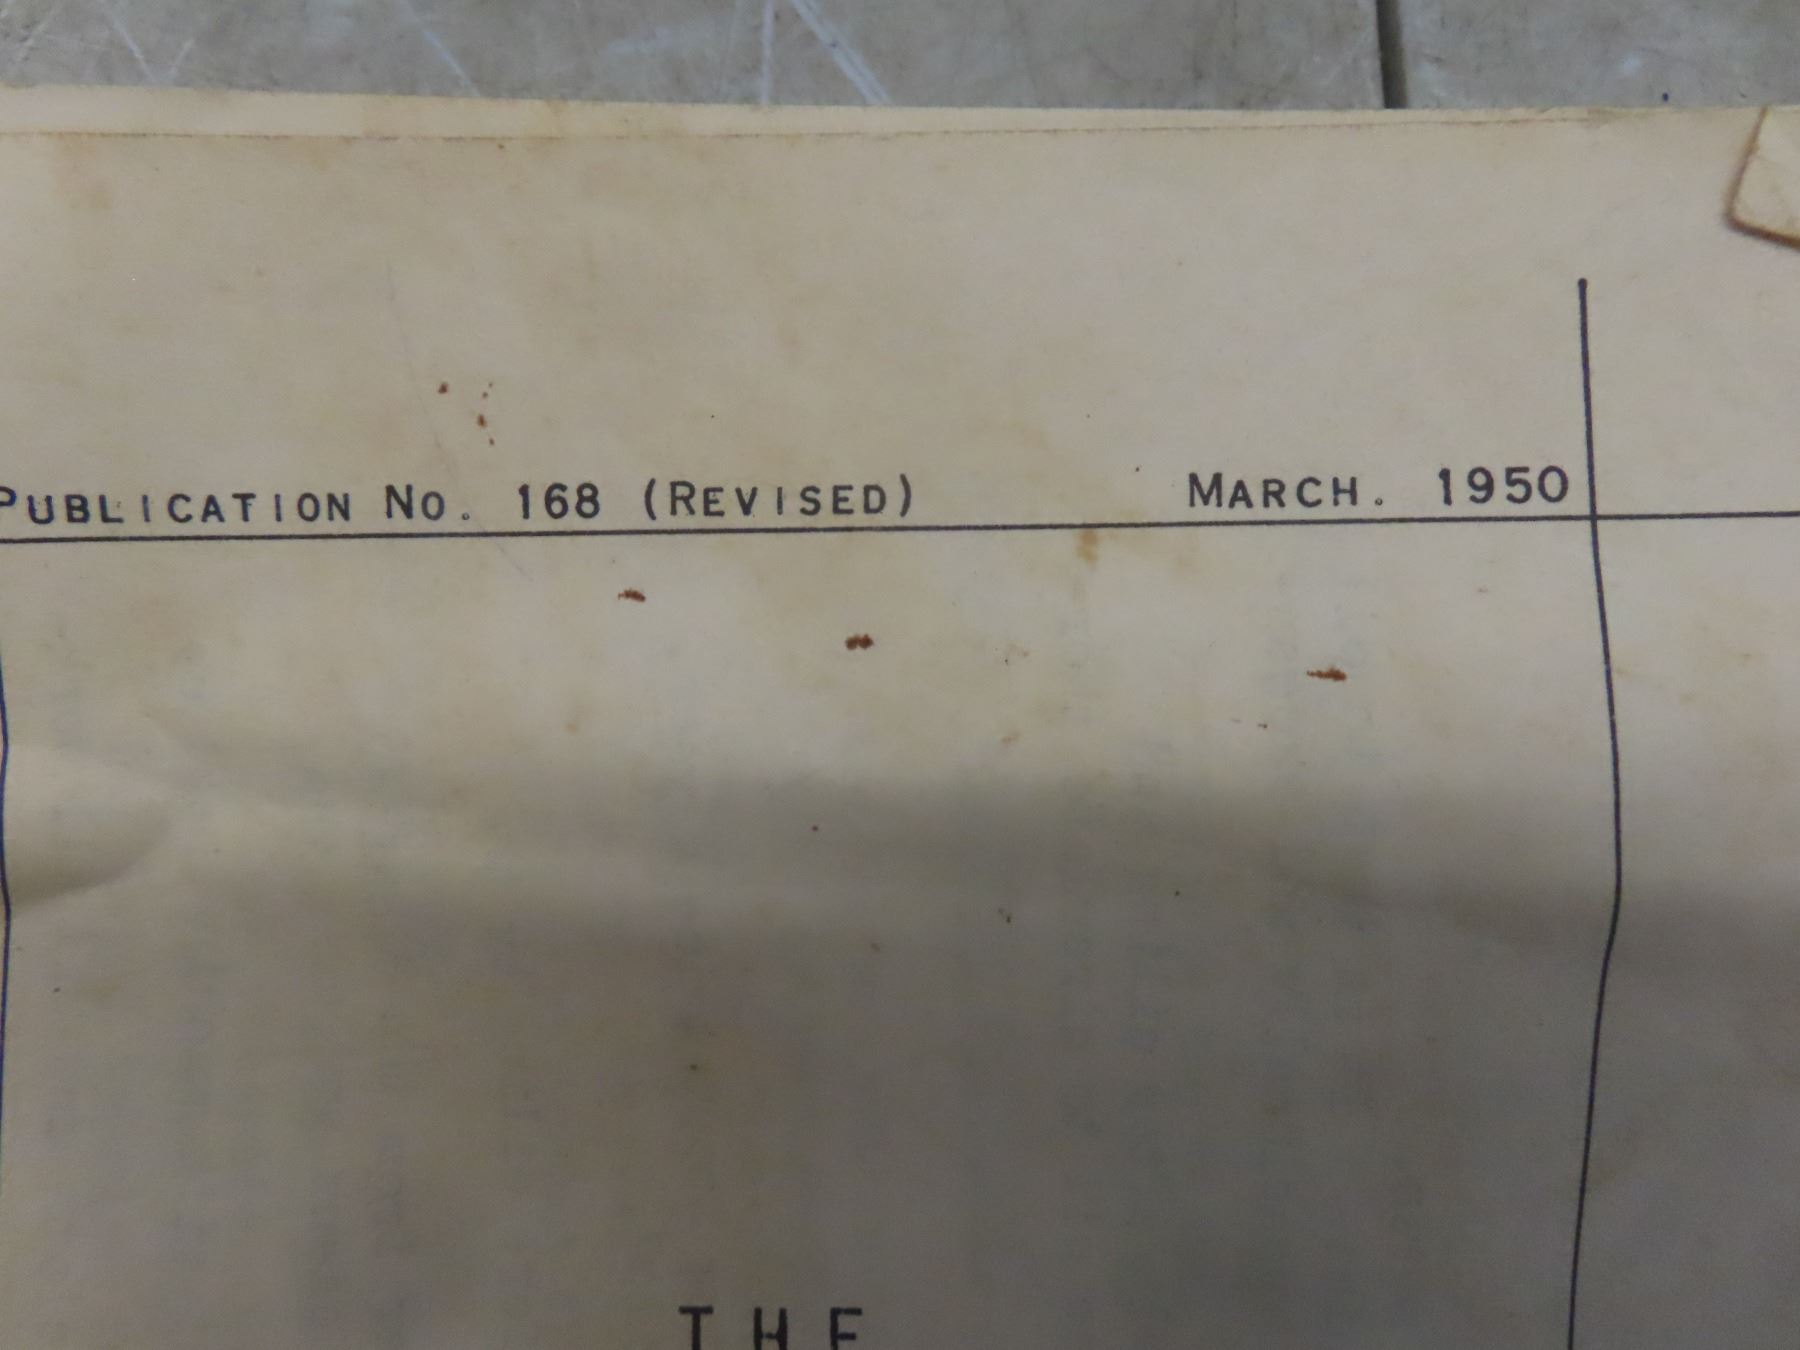 PUBLICATION NO. 168 (REVISED) MARCH. 1950
THE